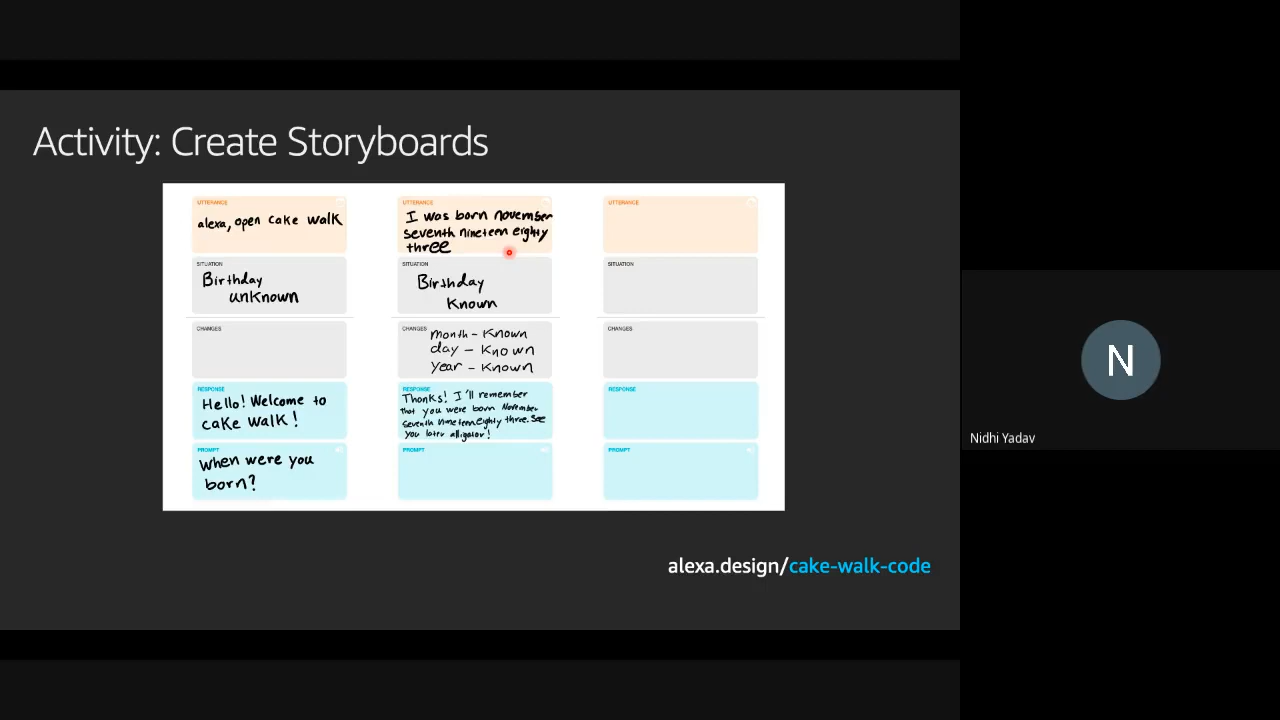 Activity: Create Storyboards
UTTERANCE
alexa, open cake walk
SITUATION
Birthday
unknown
CHANGES
RESPONSE
Hello! Welcome to
cake walk!
PROMPT
When were you
born?
UTTERANCE
I was born november
seventh nineteen eighty
three
SITUATION
Birthday
Known
CHANGES
month - Known
day - Known
year - Known
RESPONSE
Thanks! I'll remember
that you were born November
seventh nineteen eighty three. See
you later alligator!
PROMPT
UTTERANCE
SITUATION
CHANGES
RESPONSE
PROMPT
alexa.design/cake-walk-code
N
Nidhi Yadav